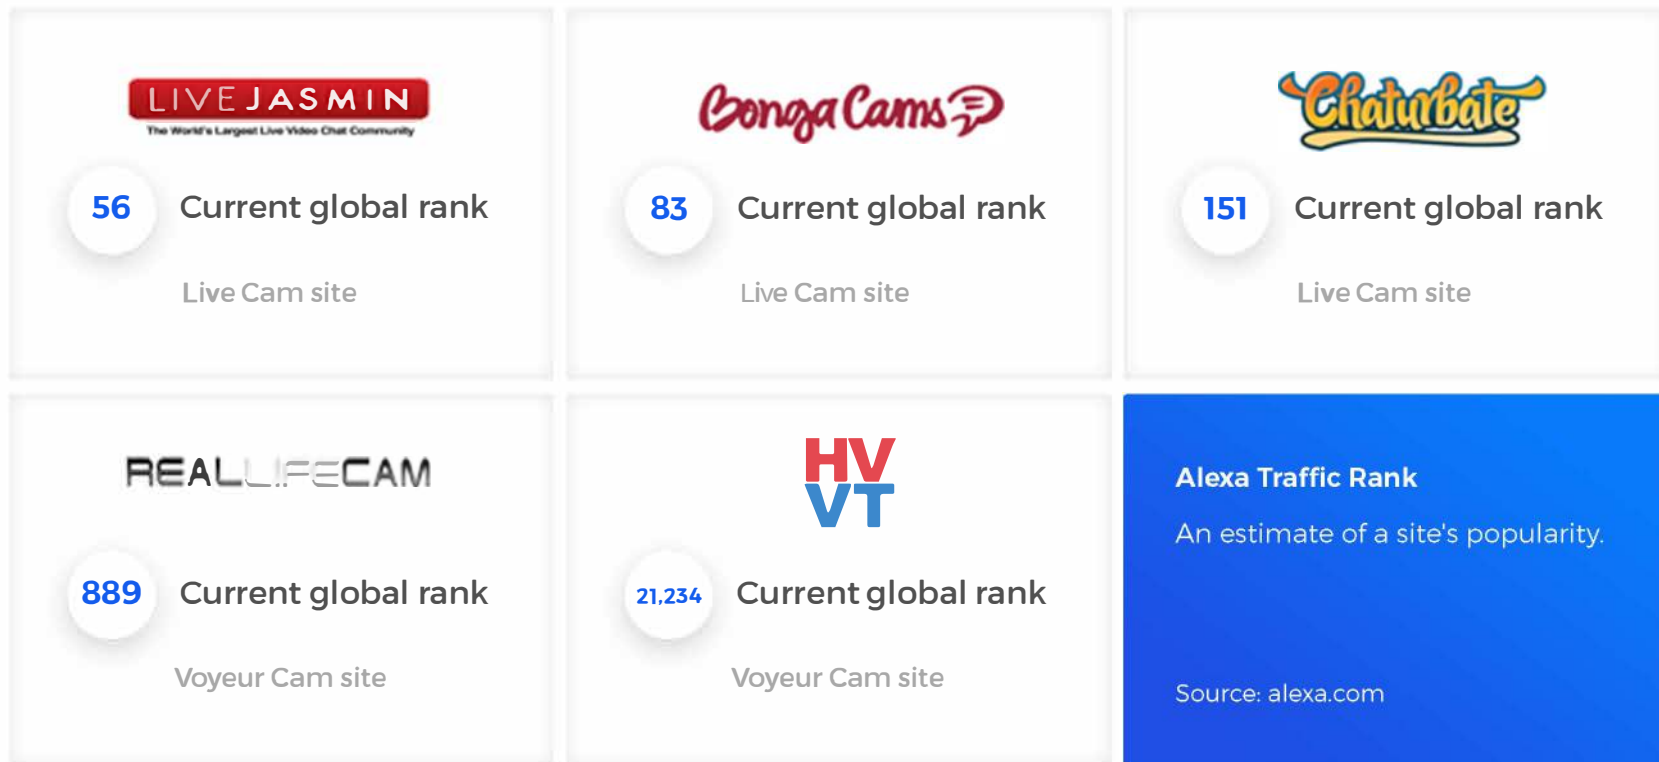 LIVEJASMIN
The World's Largest Live Video Chat Community
56 Current global rank
Live Cam site
BongaCams
83 Current global rank
Live Cam site
Chaturbate
151 Current global rank
Live Cam site
REALLIFECAM
889 Current global rank
Voyeur Cam site
HV
VT
21,234 Current global rank
Voyeur Cam site
Alexa Traffic Rank
An estimate of a site's popularity.
Source: alexa.com